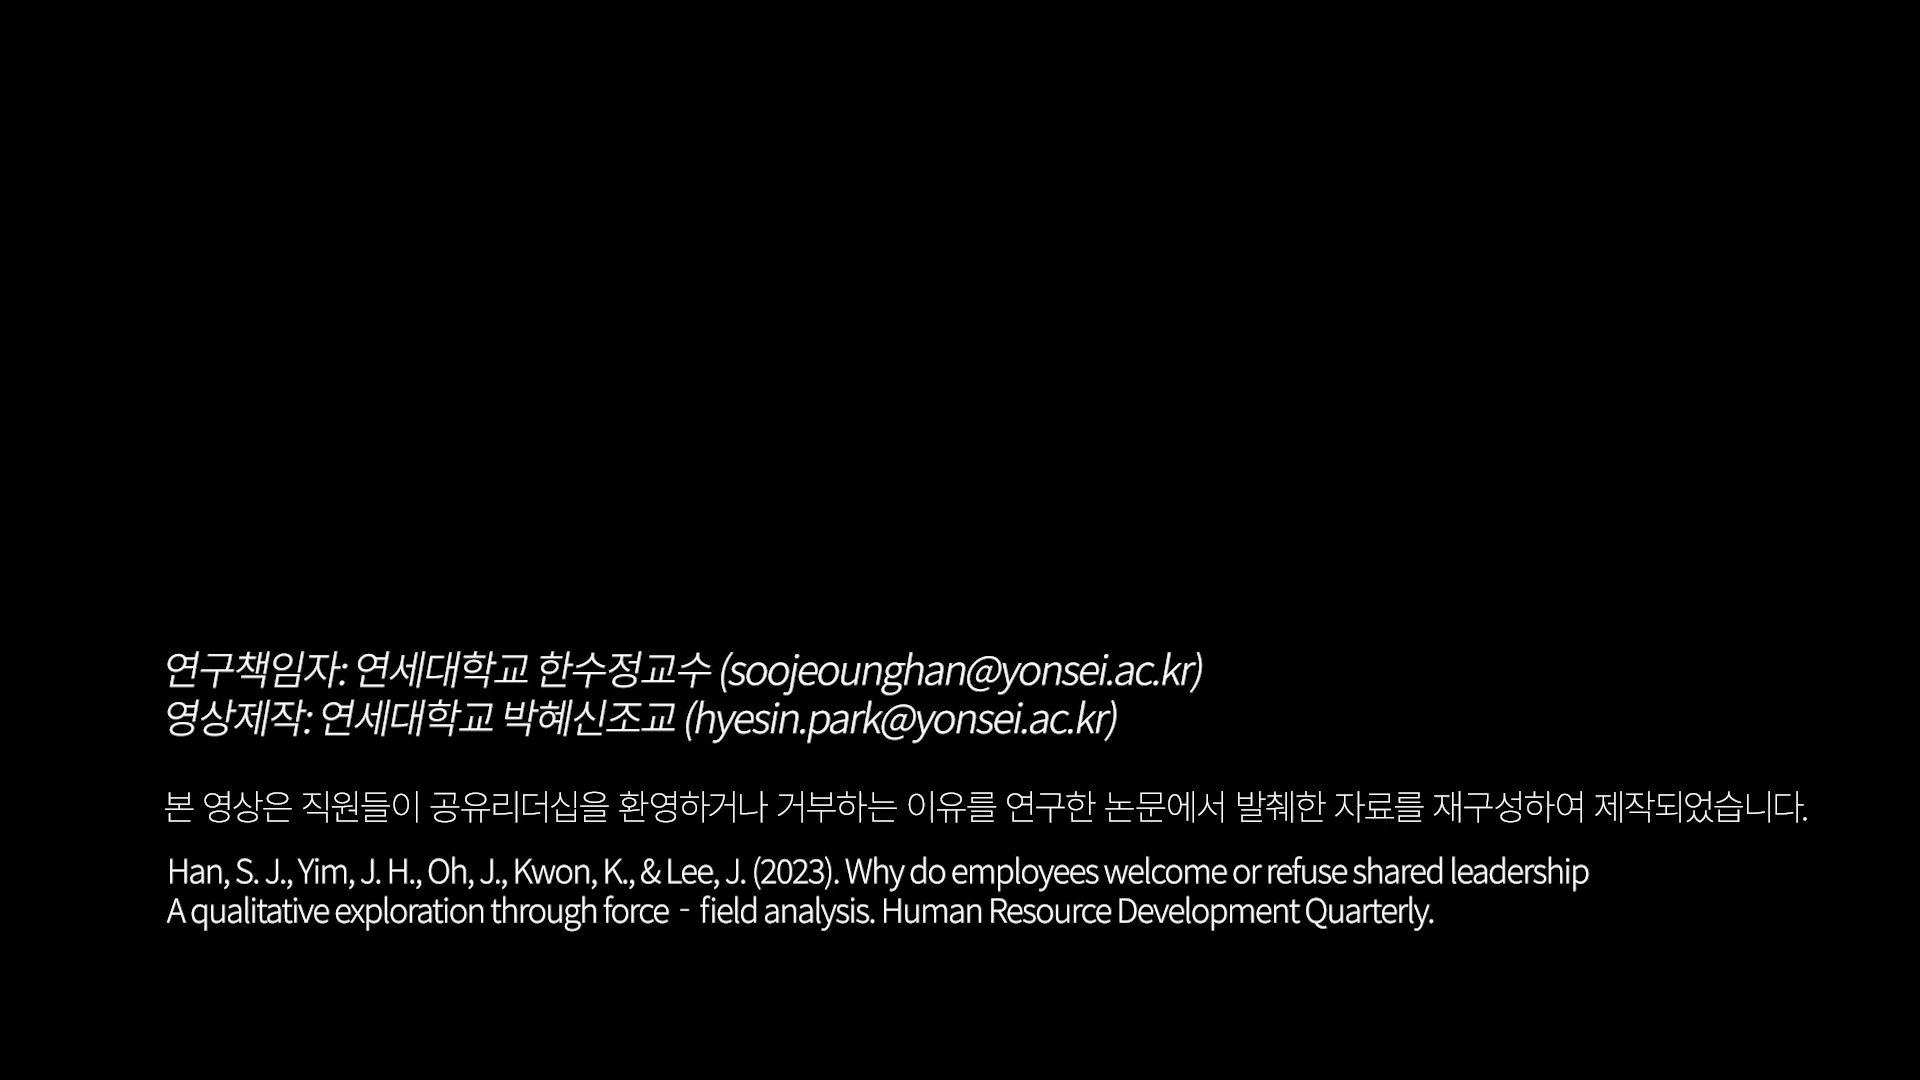 연구책임자: 연세대학교 한수정교수 (soojeounghan@yonsei.ac.kr)
영상제작: 연세대학교 박혜신조교 (hyesin.park@yonsei.ac.kr)
본 영상은 직원들이 공유리더십을 환영하거나 거부하는 이유를 연구한 논문에서 발췌한 자료를 재구성하여 제작되었습니다.
Han, S. J., Yim, J. H., Oh, J., Kwon, K., & Lee, J. (2023). Why do employees welcome or refuse shared leadership
A qualitative exploration through force‐field analysis. Human Resource Development Quarterly.